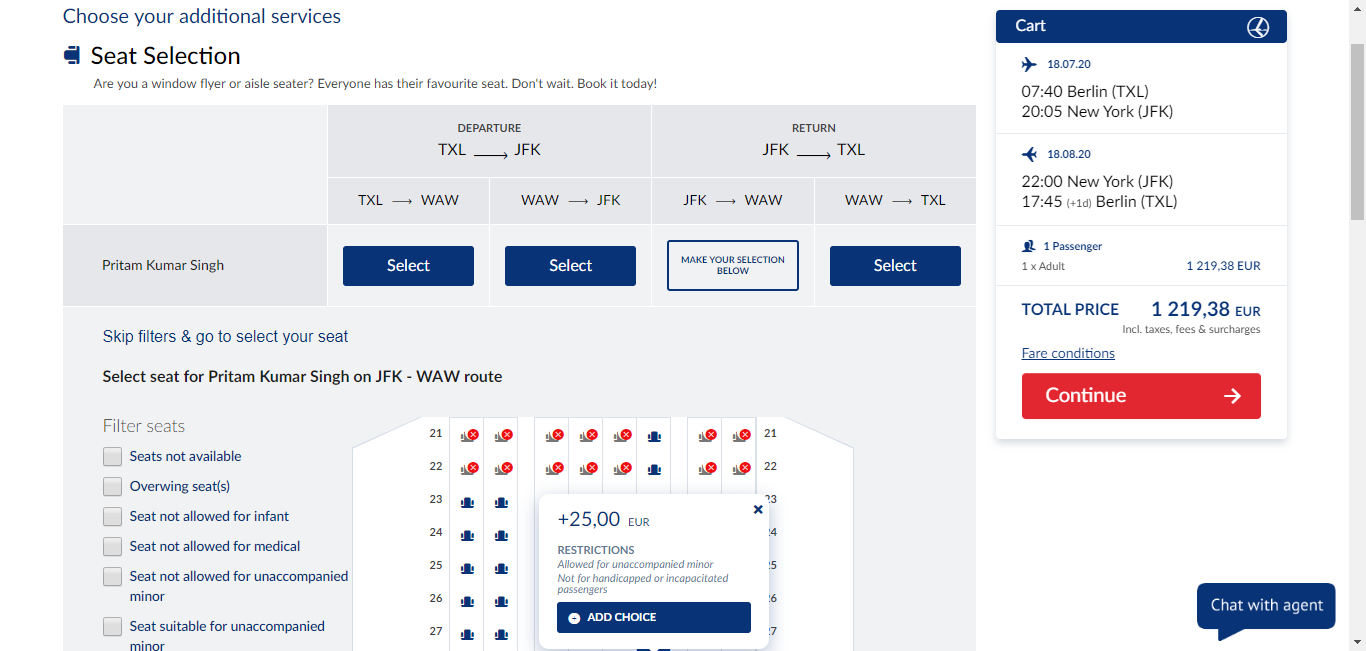 Choose your additional services
Seat Selection
Are you a window flyer or aisle seater? Everyone has their favourite seat. Don't wait. Book it today!
DEPARTURE
TXL JFK
RETURN
JFK TXL
TXL WAW
WAW JFK
JFK WAW
WAW TXL
Pritam Kumar Singh
Select
Select
MAKE YOUR SELECTION
BELOW
Select
Skip filters & go to select your seat
Select seat for Pritam Kumar Singh on JFK - WAW route
Filter seats
Seats not available
Overwing seat(s)
Seat not allowed for infant
Seat not allowed for medical
Seat not allowed for unaccompanied
minor
Seat suitable for unaccompanied
minor
21 21
22 22
23 23
24 24
25 25
26 26
27 27
+25,00 EUR
RESTRICTIONS
Allowed for unaccompanied minor
Not for handicapped or incapacitated
passengers
ADD CHOICE
Cart
18.07.20
07:40 Berlin (TXL)
20:05 New York (JFK)
18.08.20
22:00 New York (JFK)
17:45 (+1d) Berlin (TXL)
1 Passenger
1 x Adult 1 219,38 EUR
TOTAL PRICE 1 219,38 EUR
Incl. taxes, fees & surcharges
Fare conditions
Continue
Chat with agent